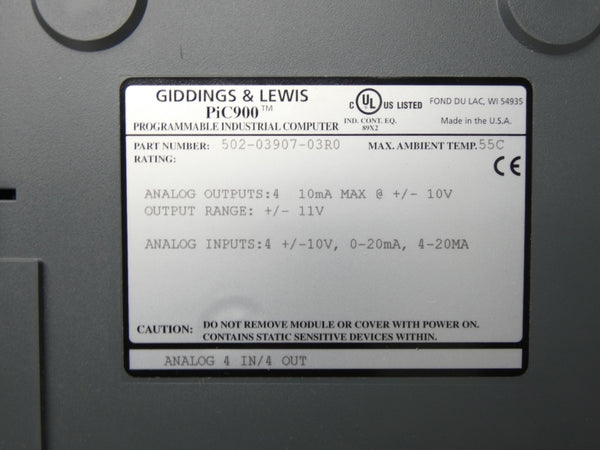 GIDDINGS & LEWIS
PiC900™
PROGRAMMABLE INDUSTRIAL COMPUTER
C UL US LISTED
IND. CONT. EQ.
89X2
FOND DU LAC, WI 54935
Made in the U.S.A.
PART NUMBER: 502-03907-03R0 MAX. AMBIENT TEMP. 55C
RATING:
CE
ANALOG OUTPUTS:4 10mA MAX @ +/- 10V
OUTPUT RANGE: +/- 11V
ANALOG INPUTS:4 +/-10V, 0-20mA, 4-20MA
CAUTION: DO NOT REMOVE MODULE OR COVER WITH POWER ON.
CONTAINS STATIC SENSITIVE DEVICES WITHIN.
ANALOG 4 IN/4 OUT